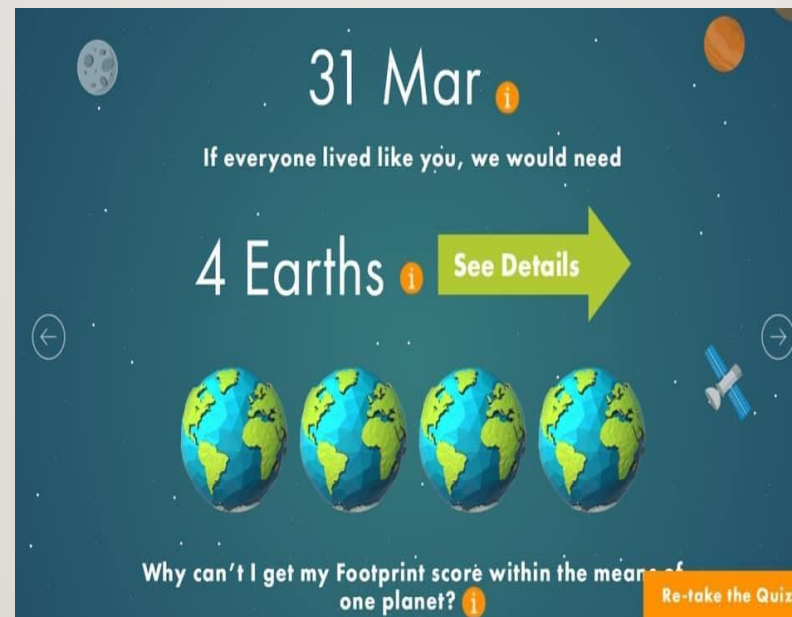 31 Mar i
If everyone lived like you, we would need
4 Earths i See Details
Why can't I get my Footprint score within the means of
one planet? i
Re-take the Quiz